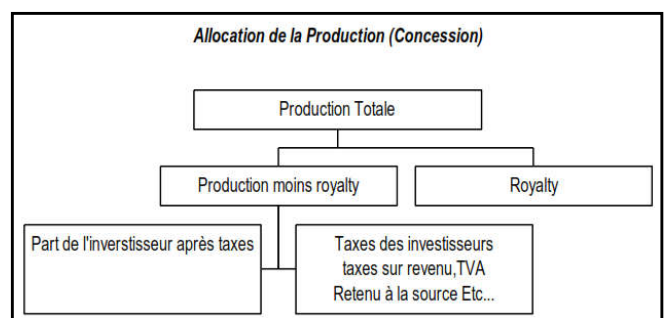 Allocation de la Production (Concession)
Production Totale
Production moins royalty
Royalty
Part de l'inverstisseur après taxes
Taxes des investisseurs
taxes sur revenu,TVA
Retenu à la source Etc...